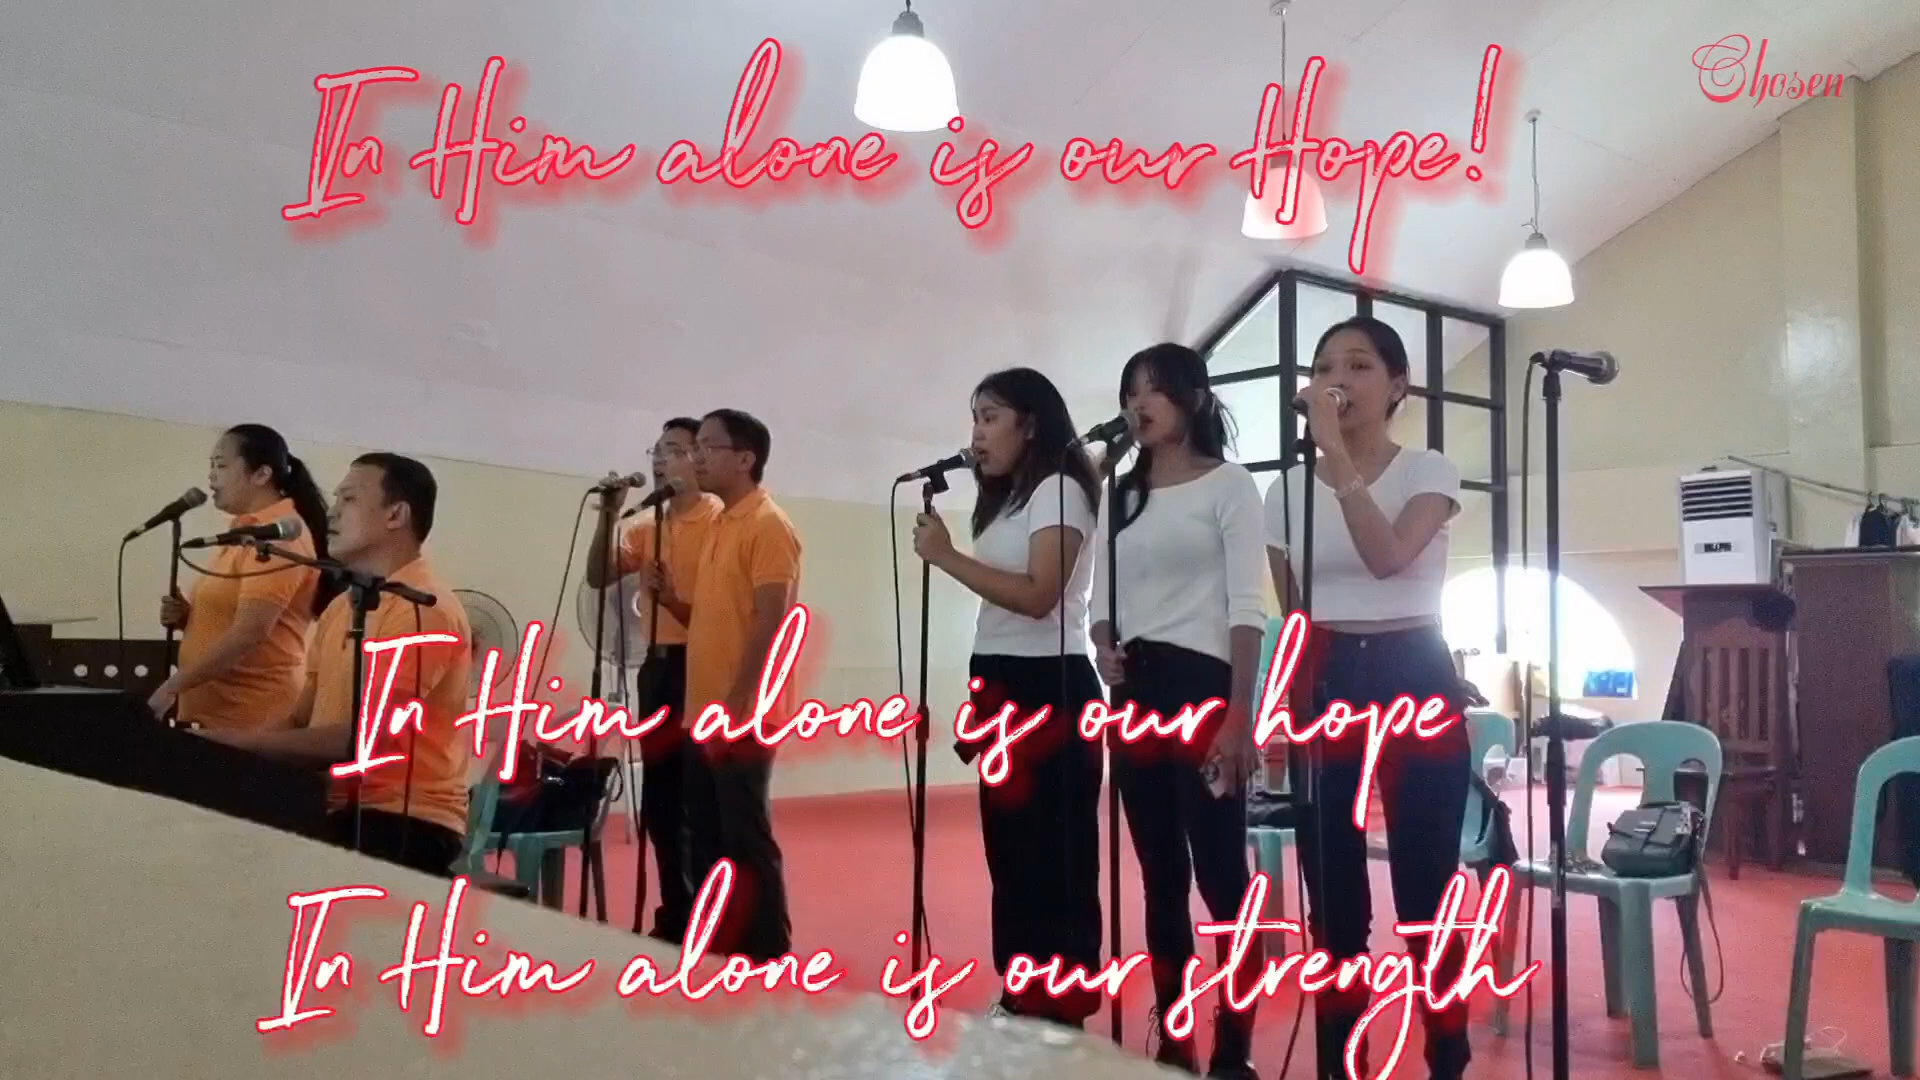 Chosen
In Him alone is our Hope!
In Him alone is our hope
In Him alone is our strength